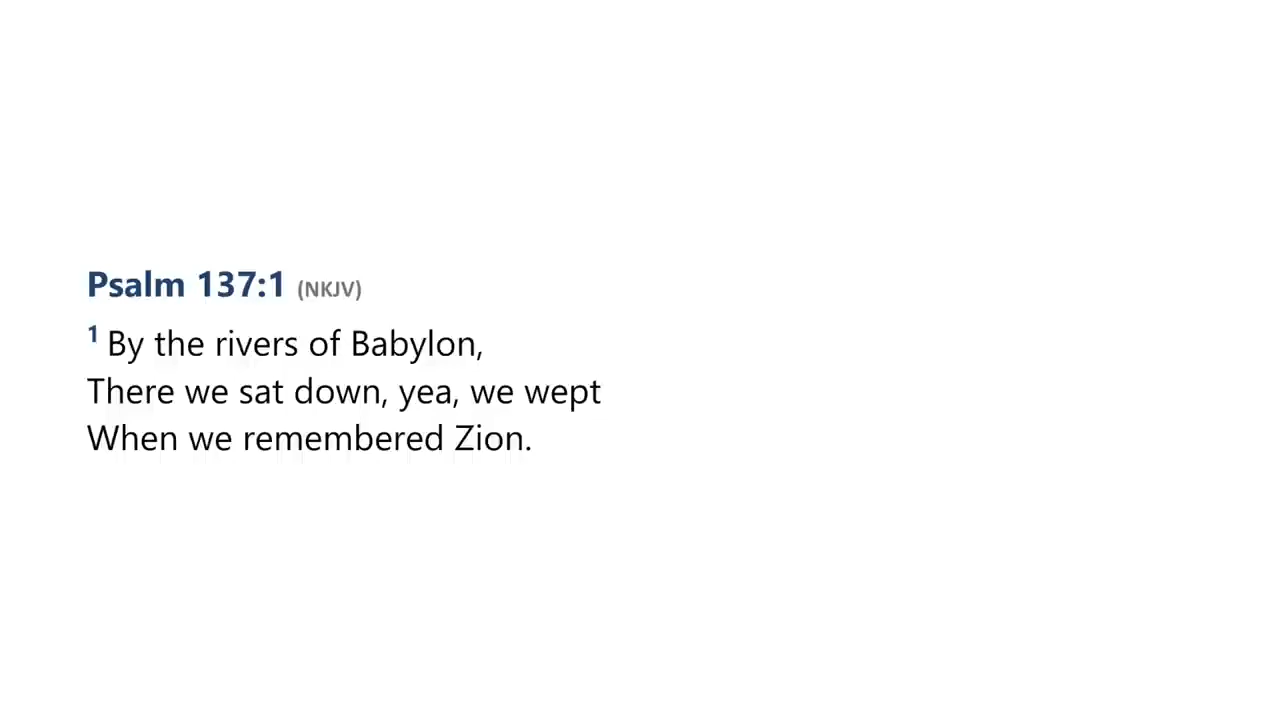 Psalm 137:1 (NKJV)
1 By the rivers of Babylon,
There we sat down, yea, we wept
When we remembered Zion.